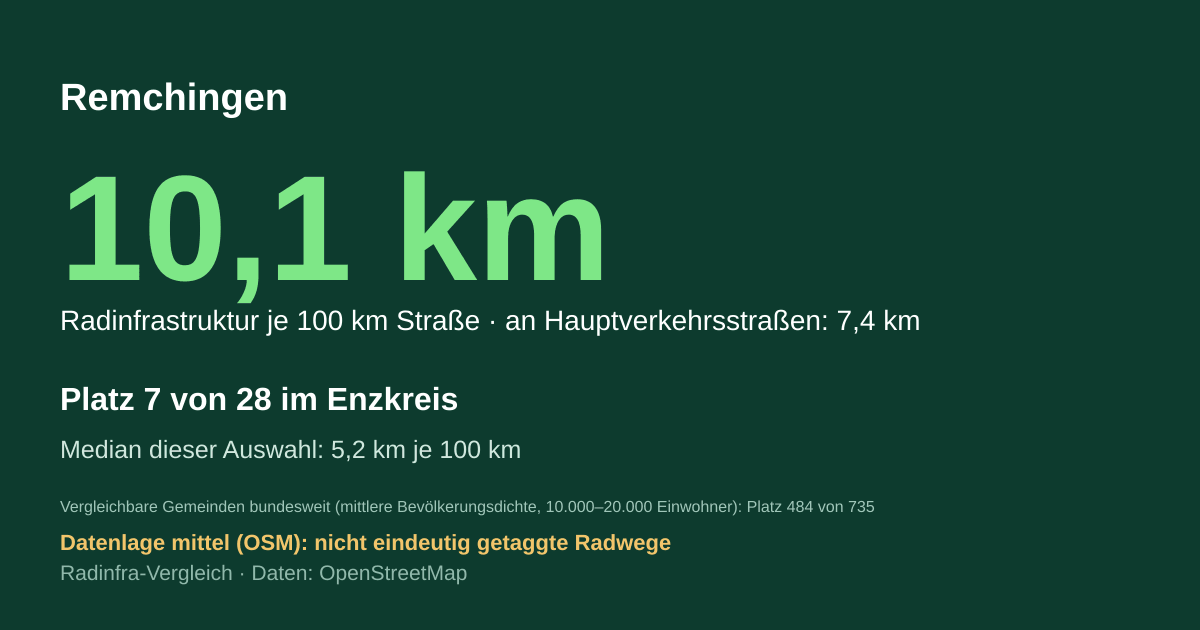 Remchingen
10,1 km
Radinfrastruktur je 100 km Straße · an Hauptverkehrsstraßen: 7,4 km
Platz 7 von 28 im Enzkreis
Median dieser Auswahl: 5,2 km je 100 km
Vergleichbare Gemeinden bundesweit (mittlere Bevölkerungsdichte, 10.000–20.000 Einwohner): Platz 484 von 735
Datenlage mittel (OSM): nicht eindeutig getaggte Radwege
Radinfra-Vergleich · Daten: OpenStreetMap